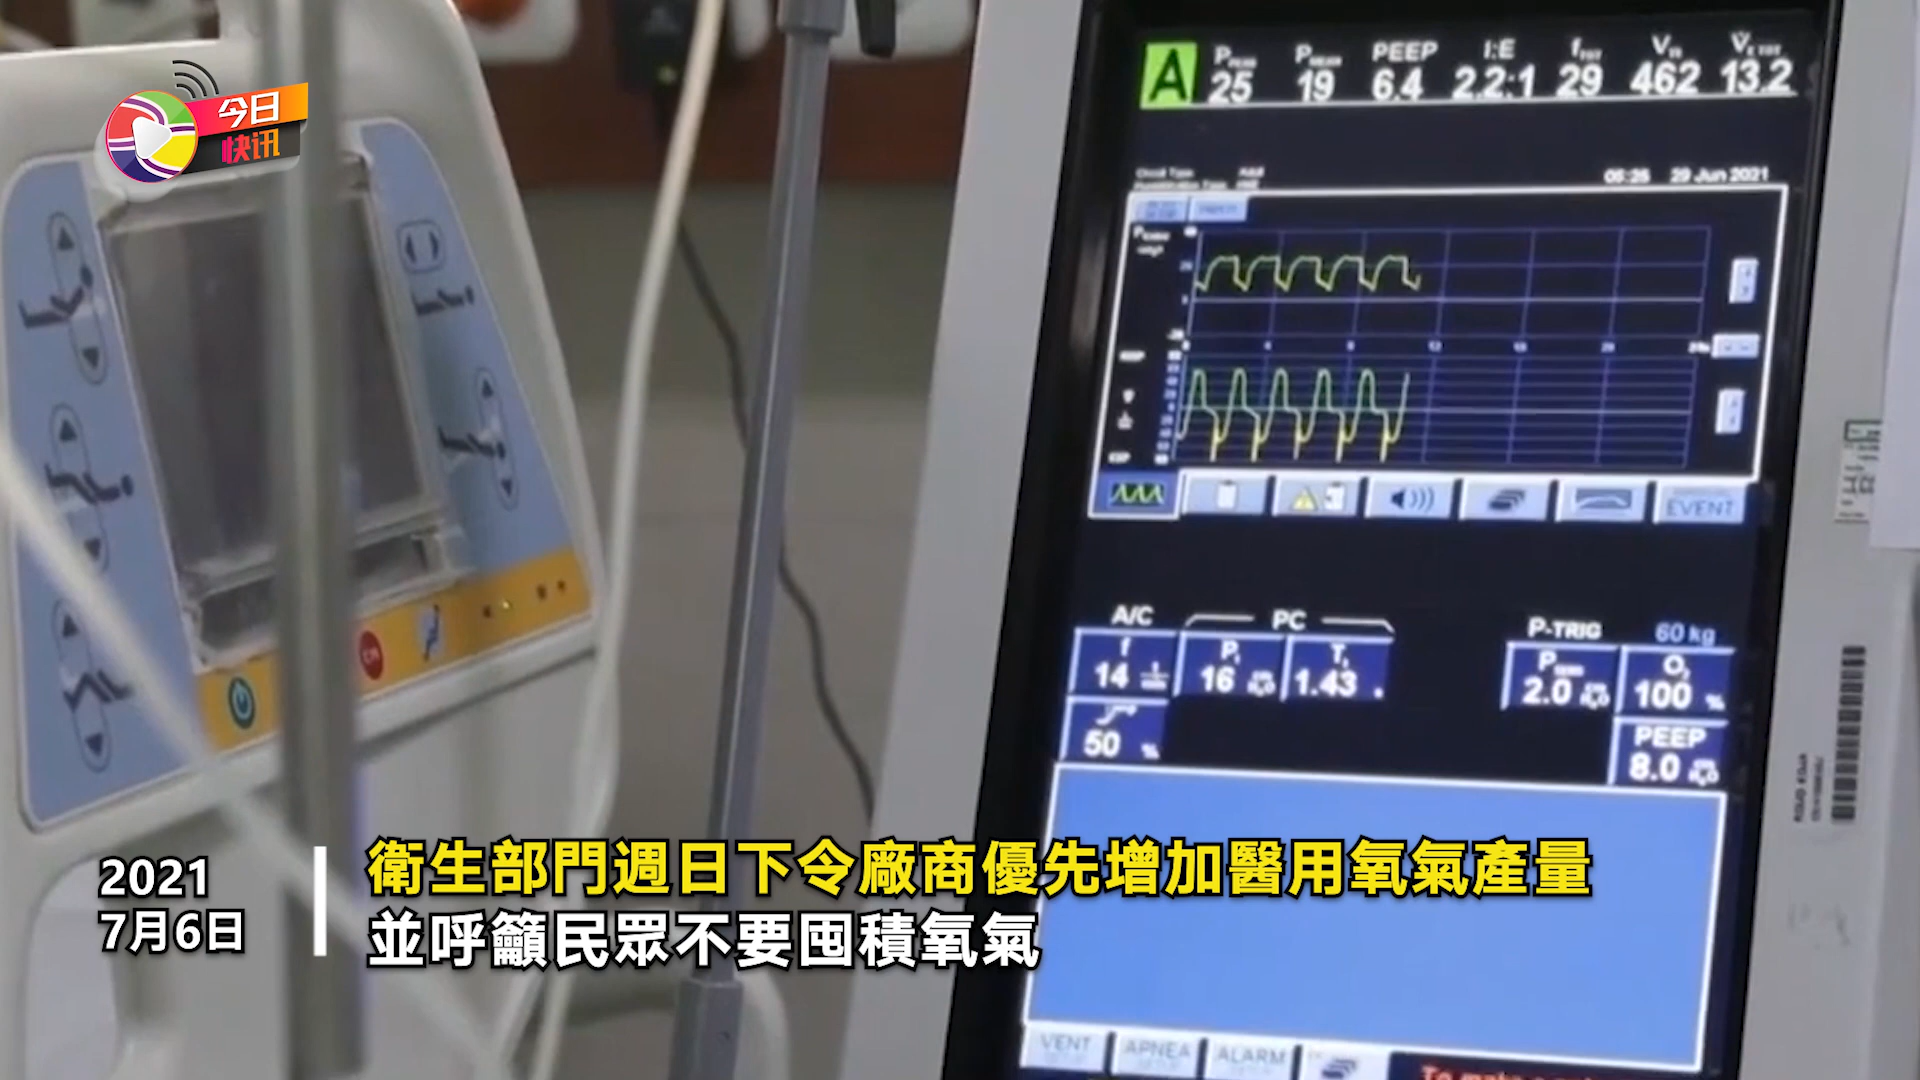 今日
快讯
A
PEEP I:E
25 19 6.4 2.2:1 29 462 13.2
29 Jun 2021
EVENT
A/C PC P-TRIG 60 kg
f
14 16 1.43 2.0 100 %
50 %
PEEP
8.0
2021
7月6日
衛生部門週日下令廠商優先增加醫用氧氣產量
並呼籲民眾不要囤積氧氣
VENT APNEA ALARM